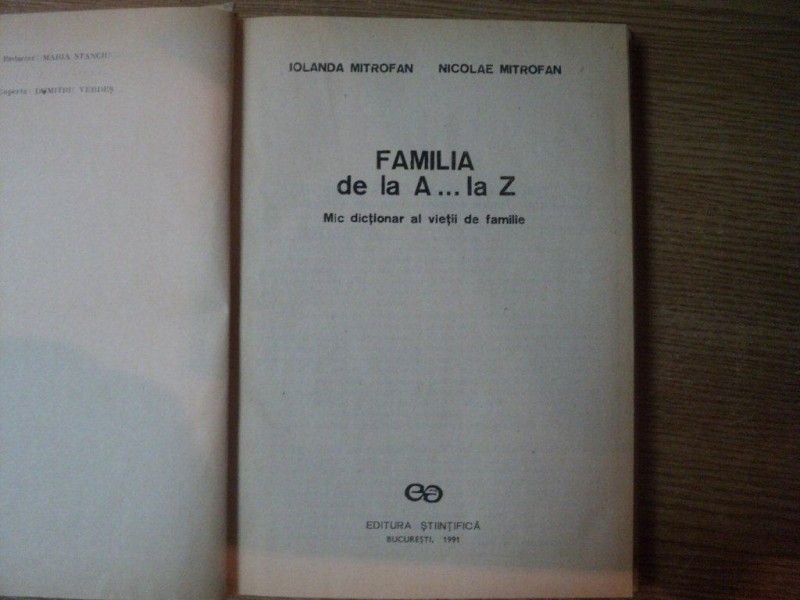 Redactor: MARIA STANCIU
Coperta: DUMITRU VERDEȘ
IOLANDA MITROFAN NICOLAE MITROFAN
FAMILIA
de la A ... la Z
Mic dicționar al vieții de familie
EDITURA ȘTIINȚIFICĂ
BUCUREȘTI, 1991